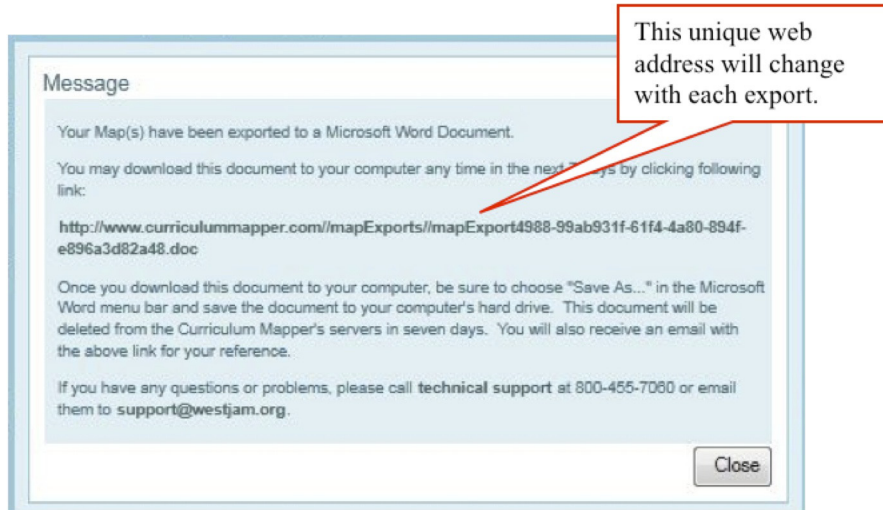 This unique web
address will change
with each export.
Message
Your Map(s) have been exported to a Microsoft Word Document.
You may download this document to your computer any time in the next ys by clicking following
link:
http://www.curriculummapper.com//mapExports//mapExport4988-99ab931f-61f4-4a80-894f-
e896a3d82a48.doc
Once you download this document to your computer, be sure to choose "Save As..." in the Microsoft
Word menu bar and save the document to your computer's hard drive. This document will be
deleted from the Curriculum Mapper's servers in seven days. You will also receive an email with
the above link for your reference.
If you have any questions or problems, please call technical support at 800-455-7060 or email
them to support@westjam.org.
Close